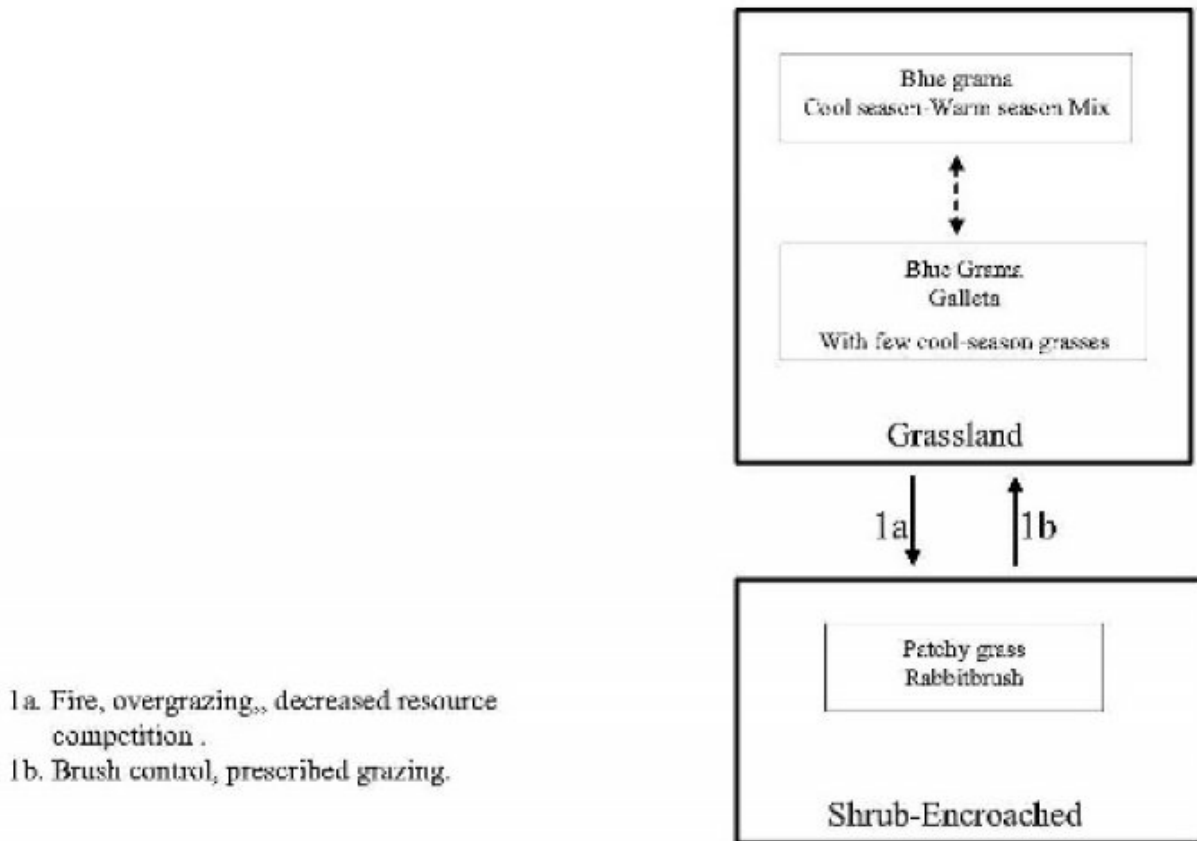 Blue grama
Cool season-Warm season Mix
Blue Grama
Galleta
With few cool-season grasses
Grassland
1a
1b
Patchy grass
Rabbitbrush
Shrub-Encroached
1a. Fire, overgrazing,, decreased resource
competition .
1b. Brush control, prescribed grazing.